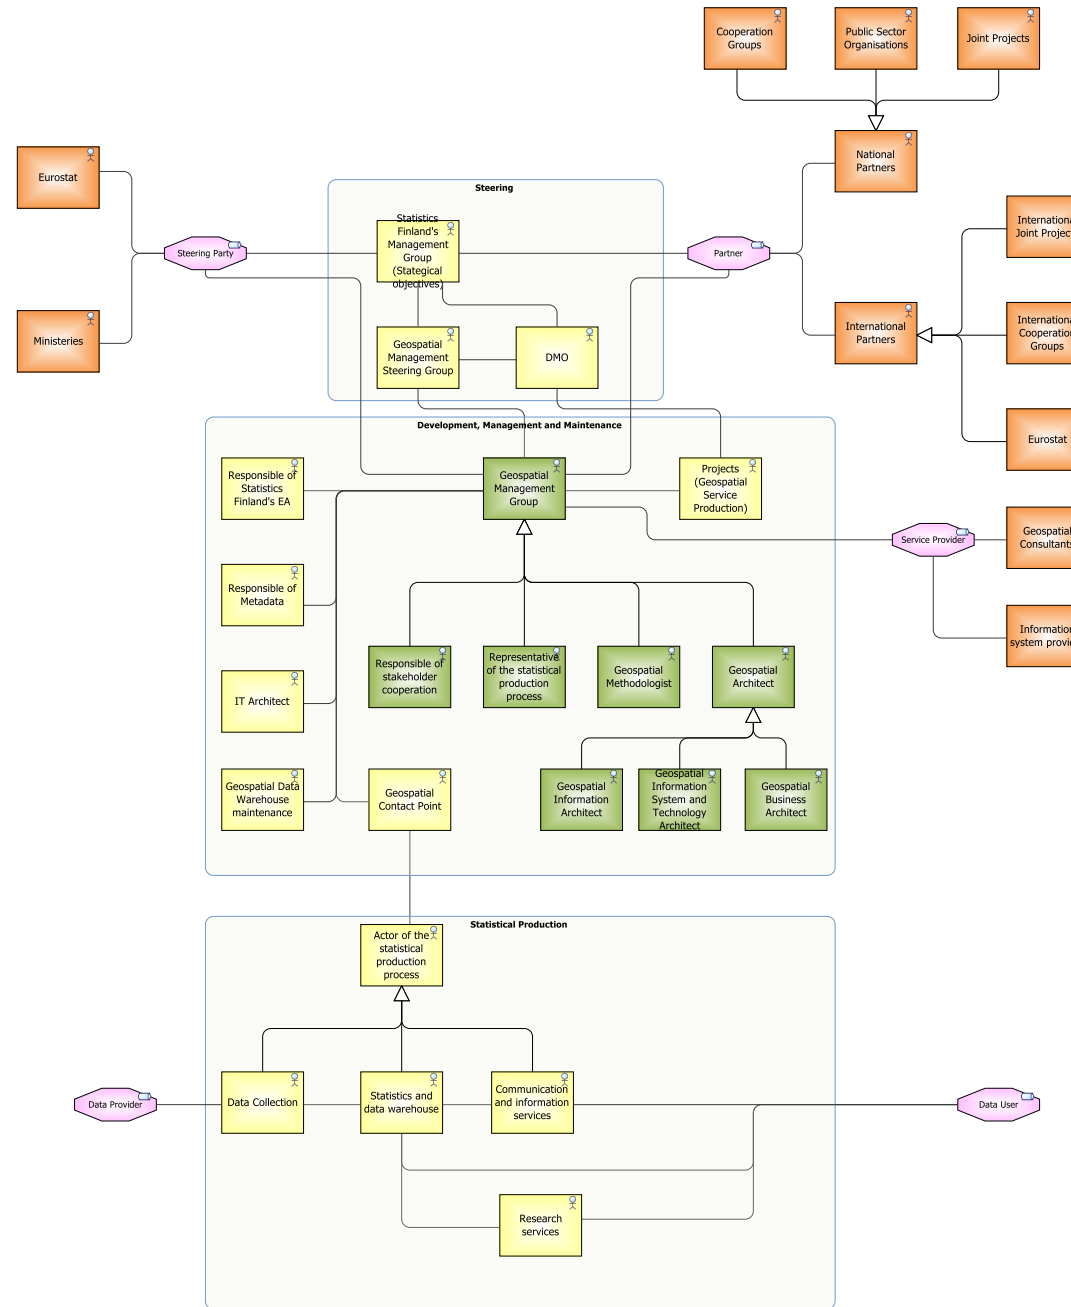 Cooperation
Groups
Public Sector
Organisations
Joint Projects
National
Partners
Eurostat
Steering
Statistics
Finland's
Management
Group
(Stategical
objectives)
Steering Party
Partner
International
Partners
Joint
Cooperation
Groups
Eurostat
Ministeries
Geospatial
Management
Steering Group
DMO
Development, Management and Maintenance
Responsible of
Statistics
Finland's EA
Geospatial
Management
Group
Projects
(Geospatial
Service
Production)
Service Provider
Geospatial
Information
system
Responsible of
Metadata
Responsible of
stakeholder
cooperation
Representative
of the statistical
production
process
Geospatial
Methodologist
Geospatial
Architect
IT Architect
Geospatial Data
Warehouse
maintenance
Geospatial
Contact Point
Geospatial
Information
Architect
Geospatial
Information
System and
Technology
Architect
Geospatial
Business
Architect
Statistical Production
Actor of the
statistical
production
process
Data Provider
Data Collection
Statistics and
data warehouse
Communication
and information
services
Data User
Research
services